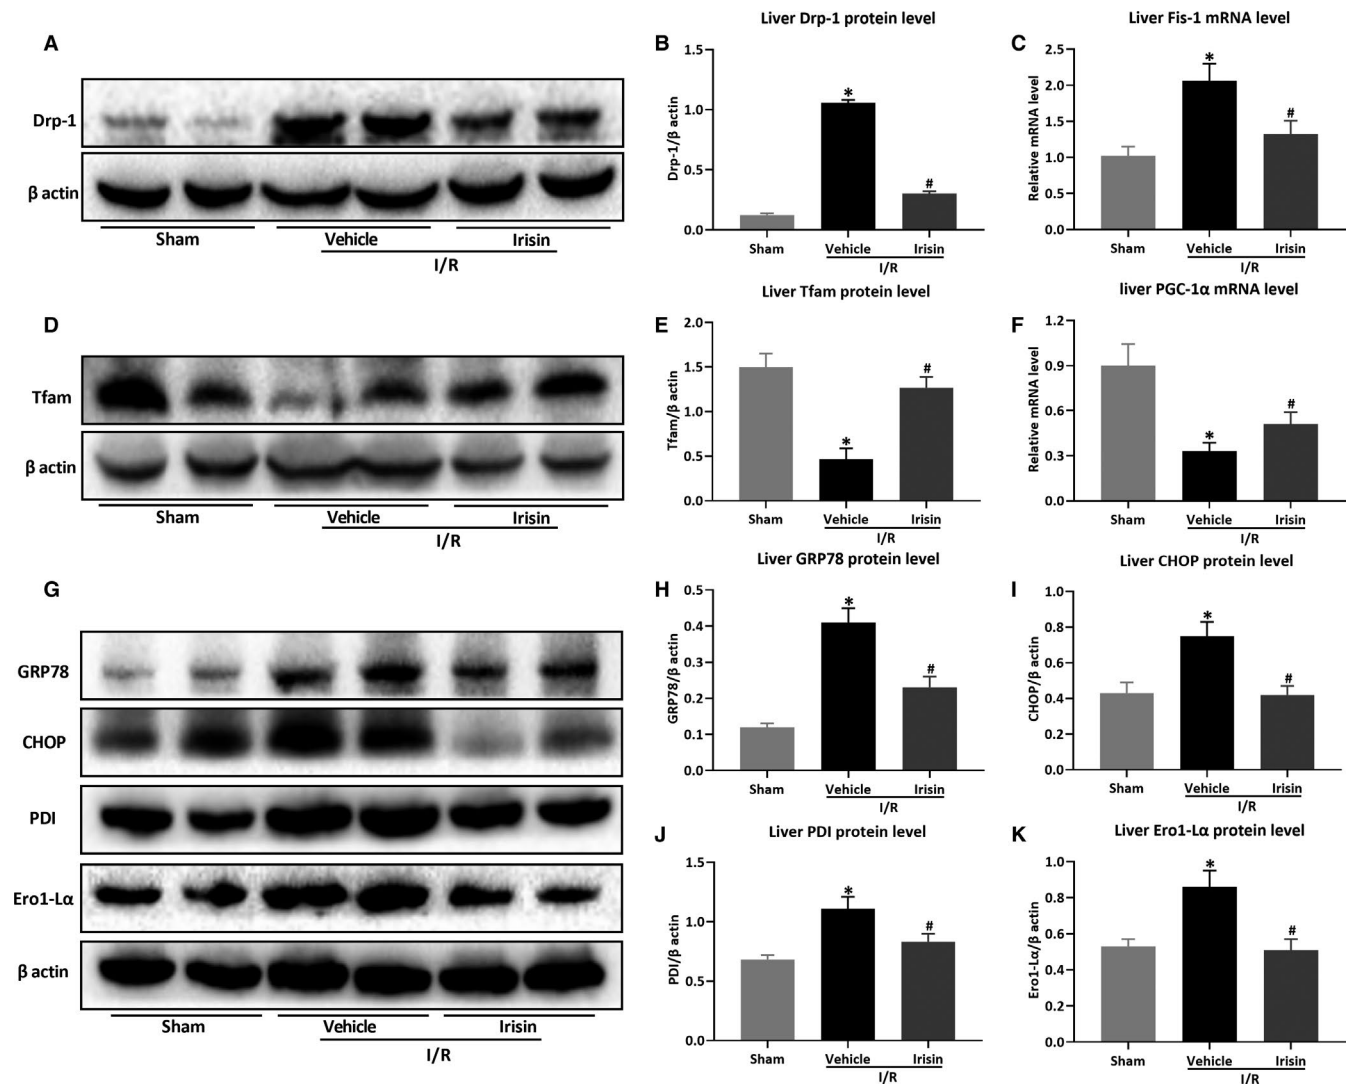 A
Drp-1
β actin
Sham
Vehicle
Irisin
I/R
Liver Drp-1 protein level
B
Drp-1/β actin
1.5
1.0
0.5
0.0
Sham
Vehicle
Irisin
I/R
Liver Fis-1 mRNA level
C
Relative mRNA level
2.5
2.0
1.5
1.0
0.5
0.0
*
#
Sham
Vehicle
Irisin
I/R
*
#
D
Tfam
β actin
Sham
Vehicle
Irisin
I/R
Liver Tfam protein level
E
Tfam/β actin
2.0
1.5
1.0
0.5
0.0
*
#
Sham
Vehicle
Irisin
I/R
liver PGC-1α mRNA level
F
Relative mRNA level
1.2
0.9
0.6
0.3
0.0
*
#
Sham
Vehicle
Irisin
I/R
G
GRP78
CHOP
PDI
Ero1-Lα
β actin
Sham
Vehicle
Irisin
I/R
Liver GRP78 protein level
H
GRP78/β actin
0.5
0.4
0.3
0.2
0.1
0.0
*
#
Sham
Vehicle
Irisin
I/R
Liver CHOP protein level
I
CHOP/β actin
1.0
0.8
0.6
0.4
0.2
0.0
*
#
Sham
Vehicle
Irisin
I/R
Liver PDI protein level
J
PDI/β actin
1.5
1.0
0.5
0.0
*
#
Sham
Vehicle
Irisin
I/R
Liver Ero1-Lα protein level
K
Ero1-Lα/β actin
1.0
0.8
0.6
0.4
0.2
0.0
*
#
Sham
Vehicle
Irisin
I/R